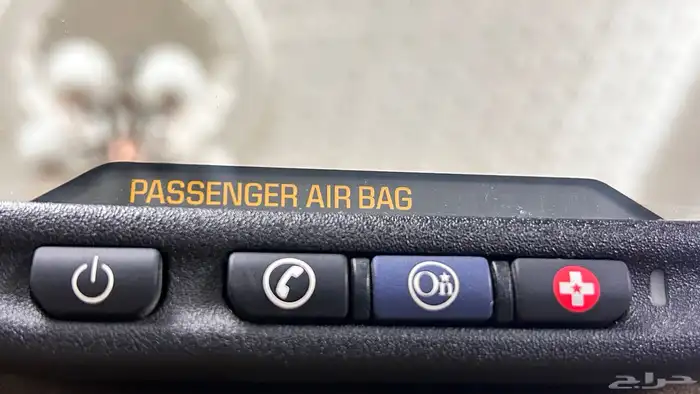 PASSENGER AIR BAG
On
حراج